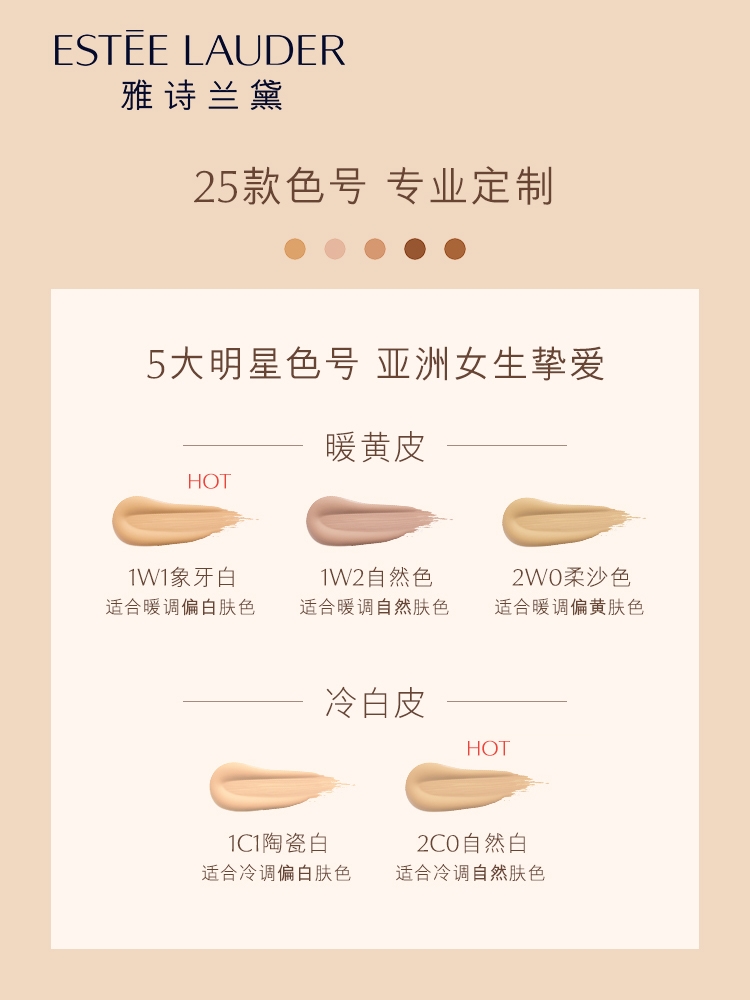 ESTĒE LAUDER
雅诗兰黛
25款色号 专业定制
5大明星色号 亚洲女生挚爱
暖黄皮
HOT
1W1象牙白
适合暖调偏白肤色
1W2自然色
适合暖调自然肤色
2W0柔沙色
适合暖调偏黄肤色
冷白皮
HOT
1C1陶瓷白
适合冷调偏白肤色
2C0自然白
适合冷调自然肤色